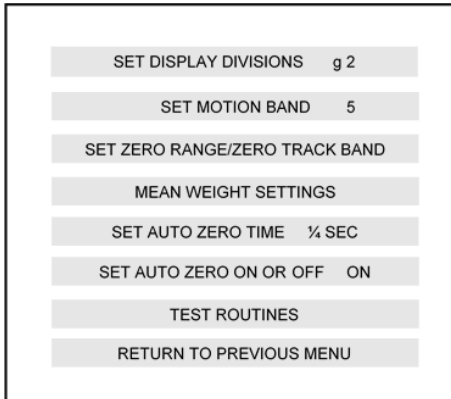 SET DISPLAY DIVISIONS g 2
SET MOTION BAND 5
SET ZERO RANGE/ZERO TRACK BAND
MEAN WEIGHT SETTINGS
SET AUTO ZERO TIME ¼ SEC
SET AUTO ZERO ON OR OFF ON
TEST ROUTINES
RETURN TO PREVIOUS MENU